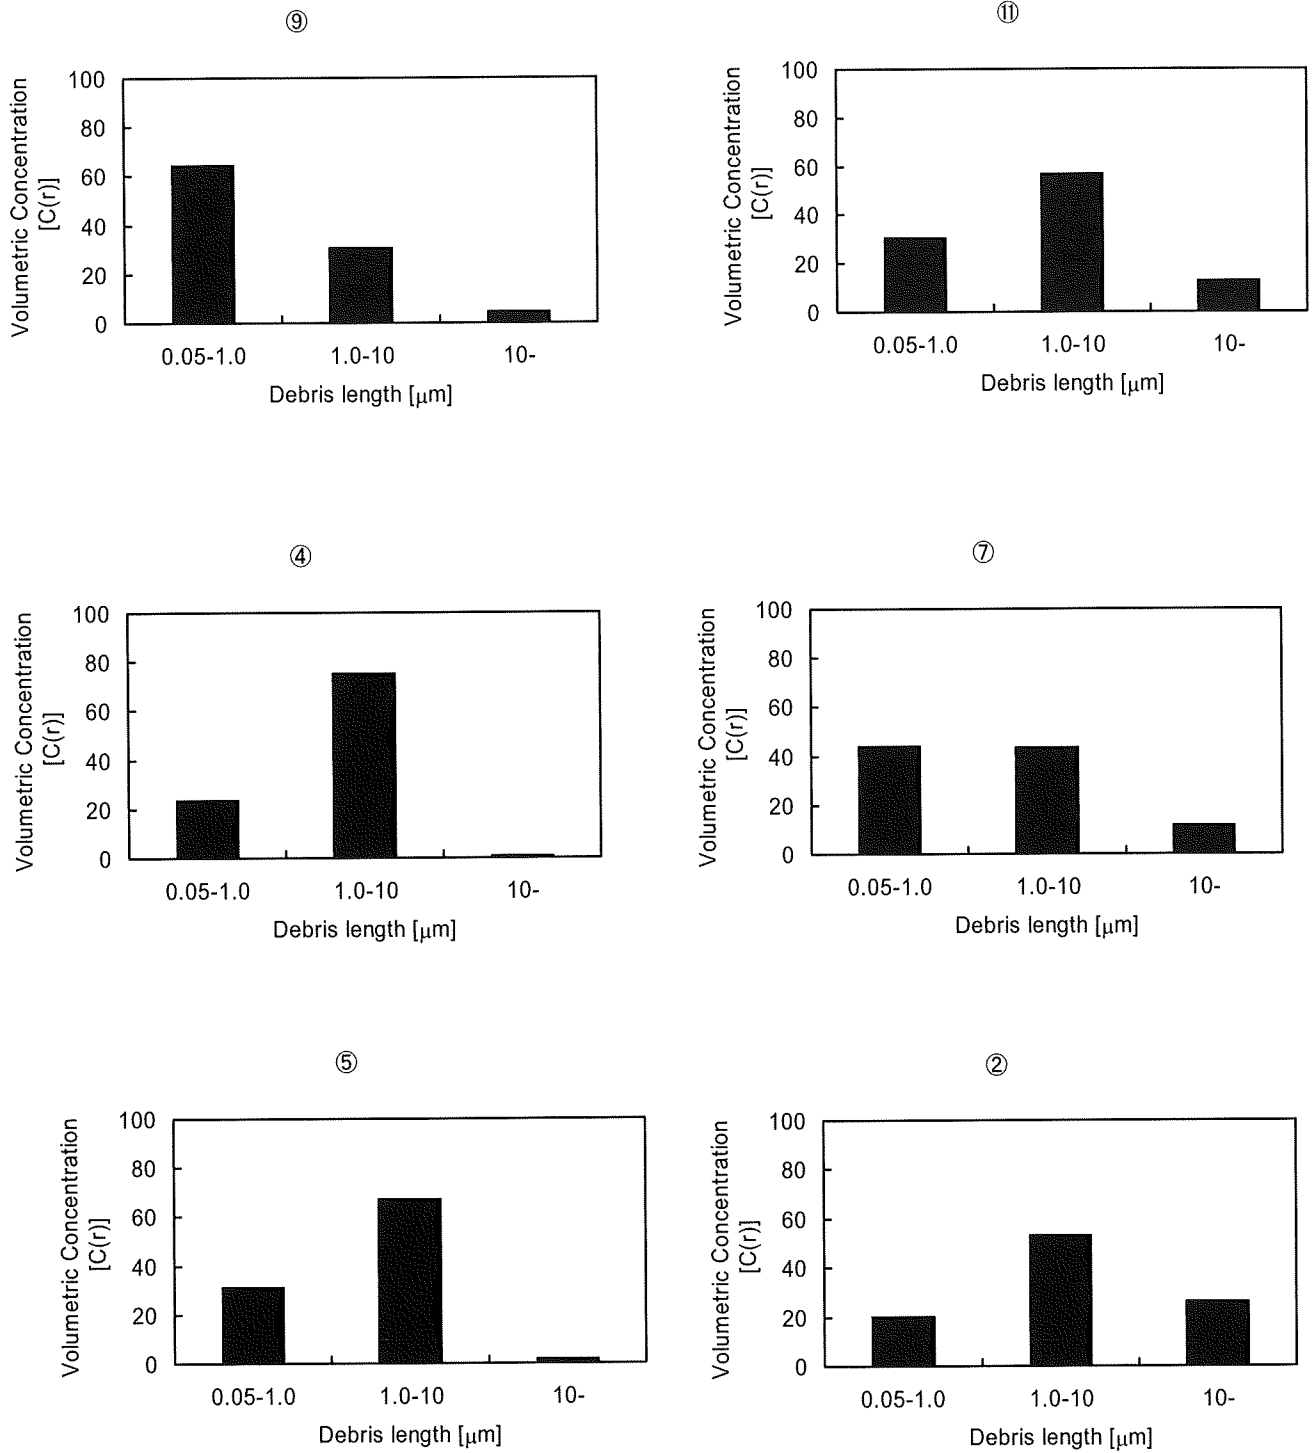 ⑨
Volumetric Concentration
[C(r)]
100
80
60
40
20
0
0.05-1.0 1.0-10 10-
Debris length [μm]
⑪
Volumetric Concentration
[C(r)]
100
80
60
40
20
0
0.05-1.0 1.0-10 10-
Debris length [μm]
④
Volumetric Concentration
[C(r)]
100
80
60
40
20
0
0.05-1.0 1.0-10 10-
Debris length [μm]
⑦
Volumetric Concentration
[C(r)]
100
80
60
40
20
0
0.05-1.0 1.0-10 10-
Debris length [μm]
⑤
Volumetric Concentration
[C(r)]
100
80
60
40
20
0
0.05-1.0 1.0-10 10-
Debris length [μm]
②
Volumetric Concentration
[C(r)]
100
80
60
40
20
0
0.05-1.0 1.0-10 10-
Debris length [μm]